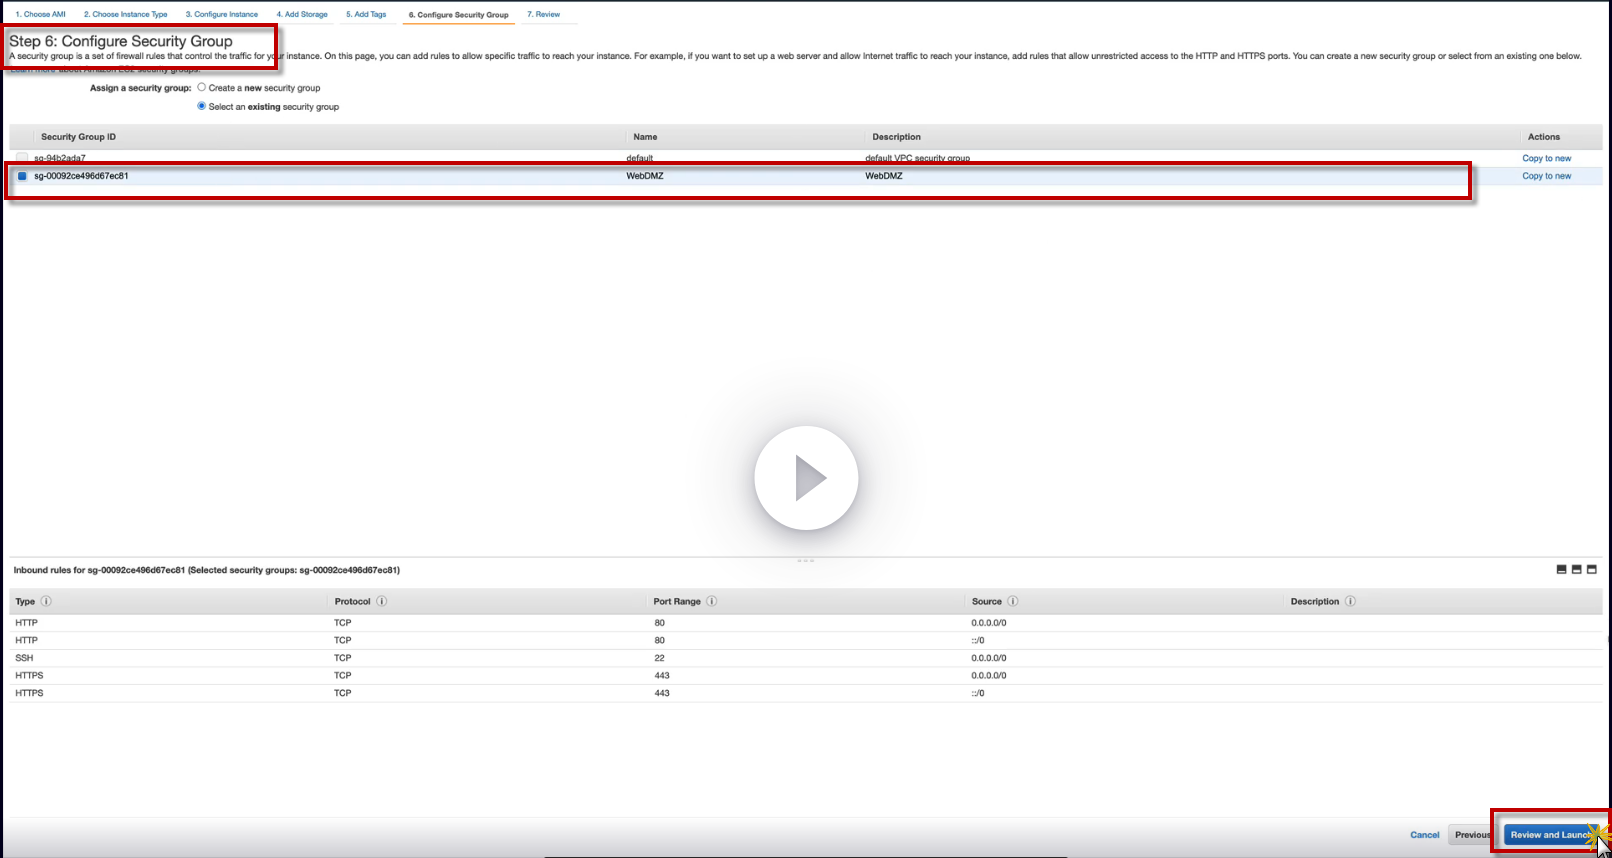 1. Choose AMI 2. Choose Instance Type 3. Configure Instance 4. Add Storage 5. Add Tags 6. Configure Security Group 7. Review
Step 6: Configure Security Group
A security group is a set of firewall rules that control the traffic for your instance. On this page, you can add rules to allow specific traffic to reach your instance. For example, if you want to set up a web server and allow Internet traffic to reach your instance, add rules that allow unrestricted access to the HTTP and HTTPS ports. You can create a new security group or select from an existing one below.
Learn more about Amazon EC2 security groups.
Assign a security group: Create a new security group
Select an existing security group
Security Group ID Name Description Actions
sg-94b2ada7 default default VPC security group Copy to new
sg-00092ce496d67ec81 WebDMZ WebDMZ Copy to new
Inbound rules for sg-00092ce496d67ec81 (Selected security groups: sg-00092ce496d67ec81)
Type Protocol Port Range Source Description
HTTP TCP 80 0.0.0.0/0
HTTP TCP 80 ::/0
SSH TCP 22 0.0.0.0/0
HTTPS TCP 443 0.0.0.0/0
HTTPS TCP 443 ::/0
Cancel Previous Review and Launch